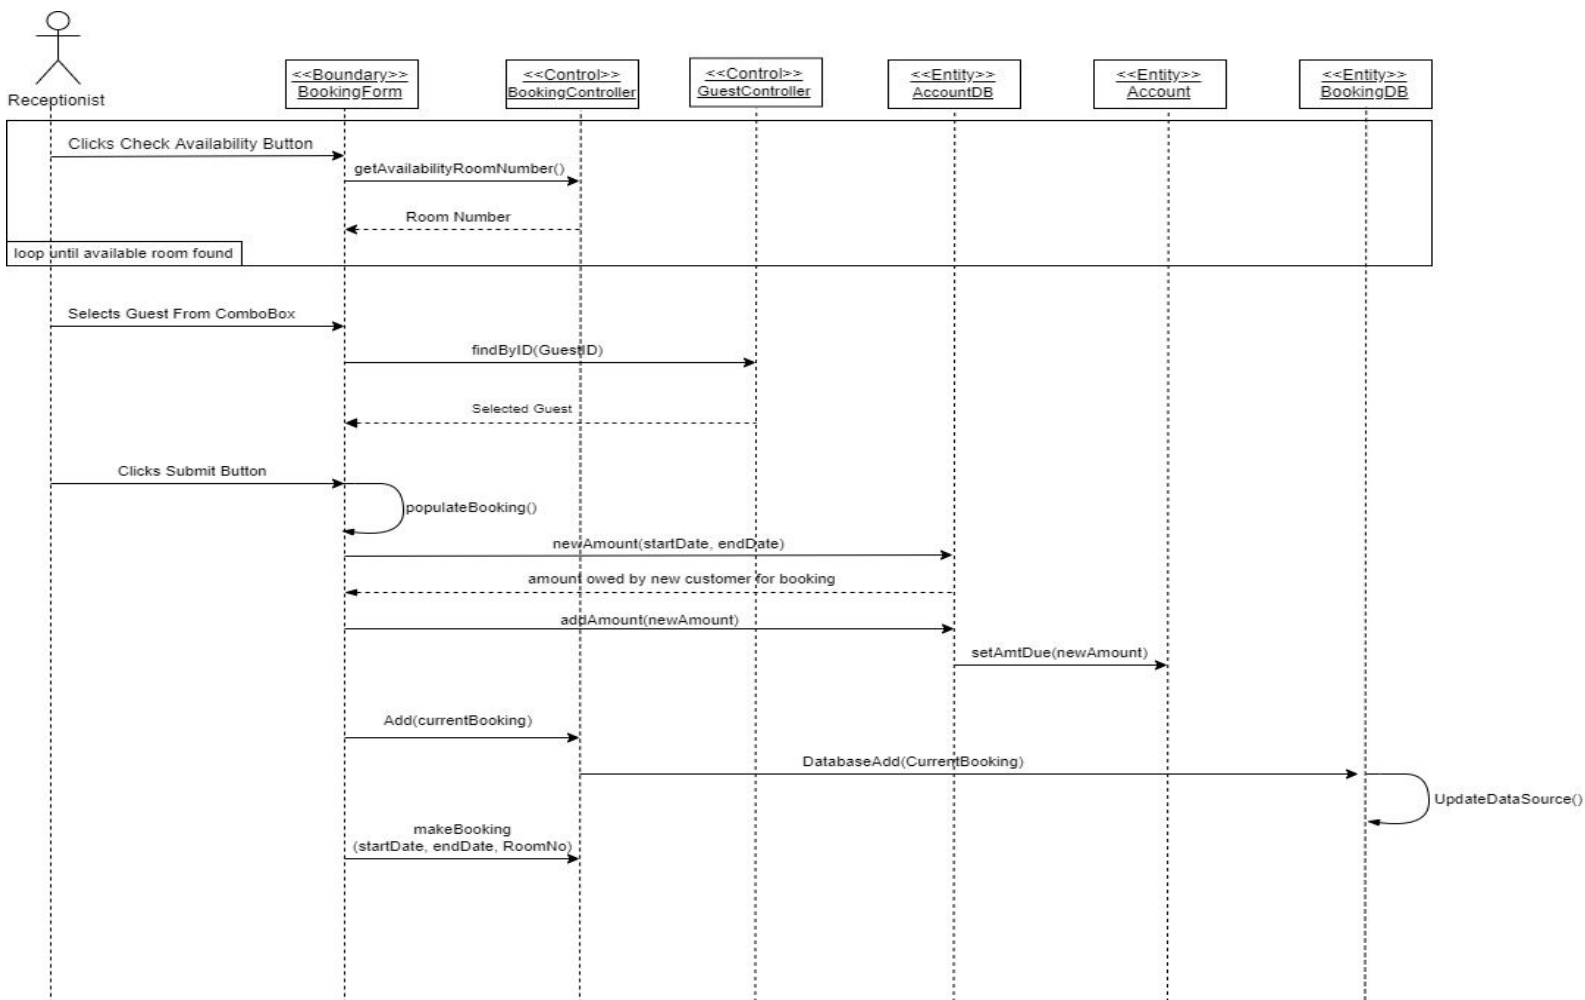 Receptionist
<<Boundary>>
BookingForm
<<Control>>
BookingController
<<Control>>
GuestController
<<Entity>>
AccountDB
<<Entity>>
Account
<<Entity>>
BookingDB
Clicks Check Availability Button
getAvailabilityRoomNumber()
Room Number
loop until available room found
Selects Guest From ComboBox
findByID(GuestID)
Selected Guest
Clicks Submit Button
populateBooking()
newAmount(startDate, endDate)
amount owed by new customer for booking
addAmount(newAmount)
setAmtDue(newAmount)
Add(currentBooking)
DatabaseAdd(CurrentBooking)
UpdateDataSource()
makeBooking
(startDate, endDate, RoomNo)